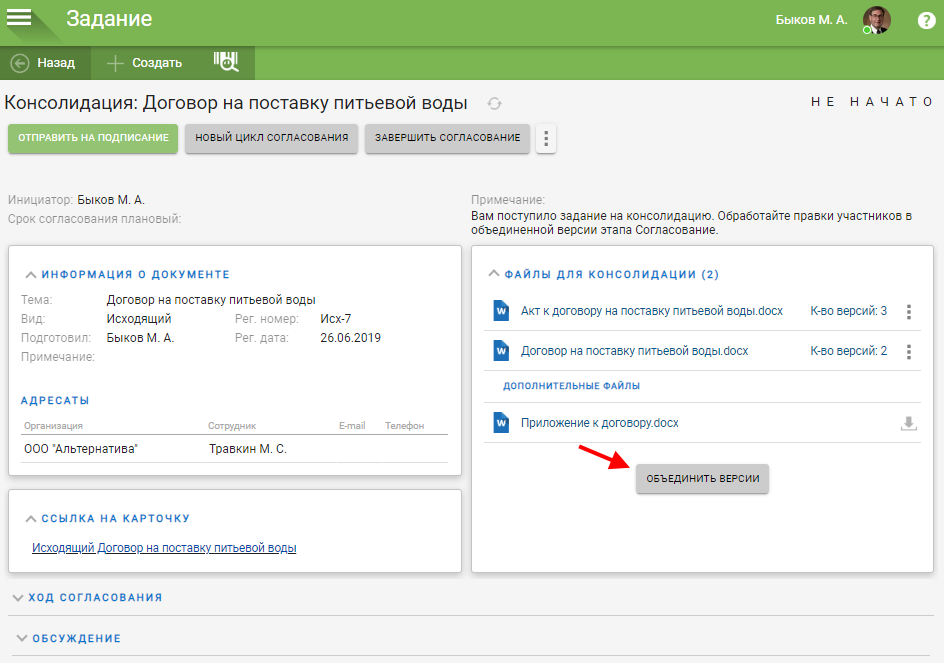 Задание
Быков М. А.
?
Назад
Создать
Консолидация: Договор на поставку питьевой воды
НЕ НАЧАТО
ОТПРАВИТЬ НА ПОДПИСАНИЕ
НОВЫЙ ЦИКЛ СОГЛАСОВАНИЯ
ЗАВЕРШИТЬ СОГЛАСОВАНИЕ
Инициатор: Быков М. А.
Срок согласования плановый:
Примечание:
Вам поступило задание на консолидацию. Обработайте правки участников в
объединенной версии этапа Согласование.
ИНФОРМАЦИЯ О ДОКУМЕНТЕ
Тема: Договор на поставку питьевой воды
Вид: Исходящий Рег. номер: Исх-7
Подготовил: Быков М. А. Рег. дата: 26.06.2019
Примечание:
АДРЕСАТЫ
Организация Сотрудник E-mail Телефон
ООО "Альтернатива" Травкин М. С.
ССЫЛКА НА КАРТОЧКУ
Исходящий Договор на поставку питьевой воды
ФАЙЛЫ ДЛЯ КОНСОЛИДАЦИИ (2)
W Акт к договору на поставку питьевой воды.docx К-во версий: 3
W Договор на поставку питьевой воды.docx К-во версий: 2
ДОПОЛНИТЕЛЬНЫЕ ФАЙЛЫ
W Приложение к договору.docx
ОБЪЕДИНИТЬ ВЕРСИИ
ХОД СОГЛАСОВАНИЯ
ОБСУЖДЕНИЕ